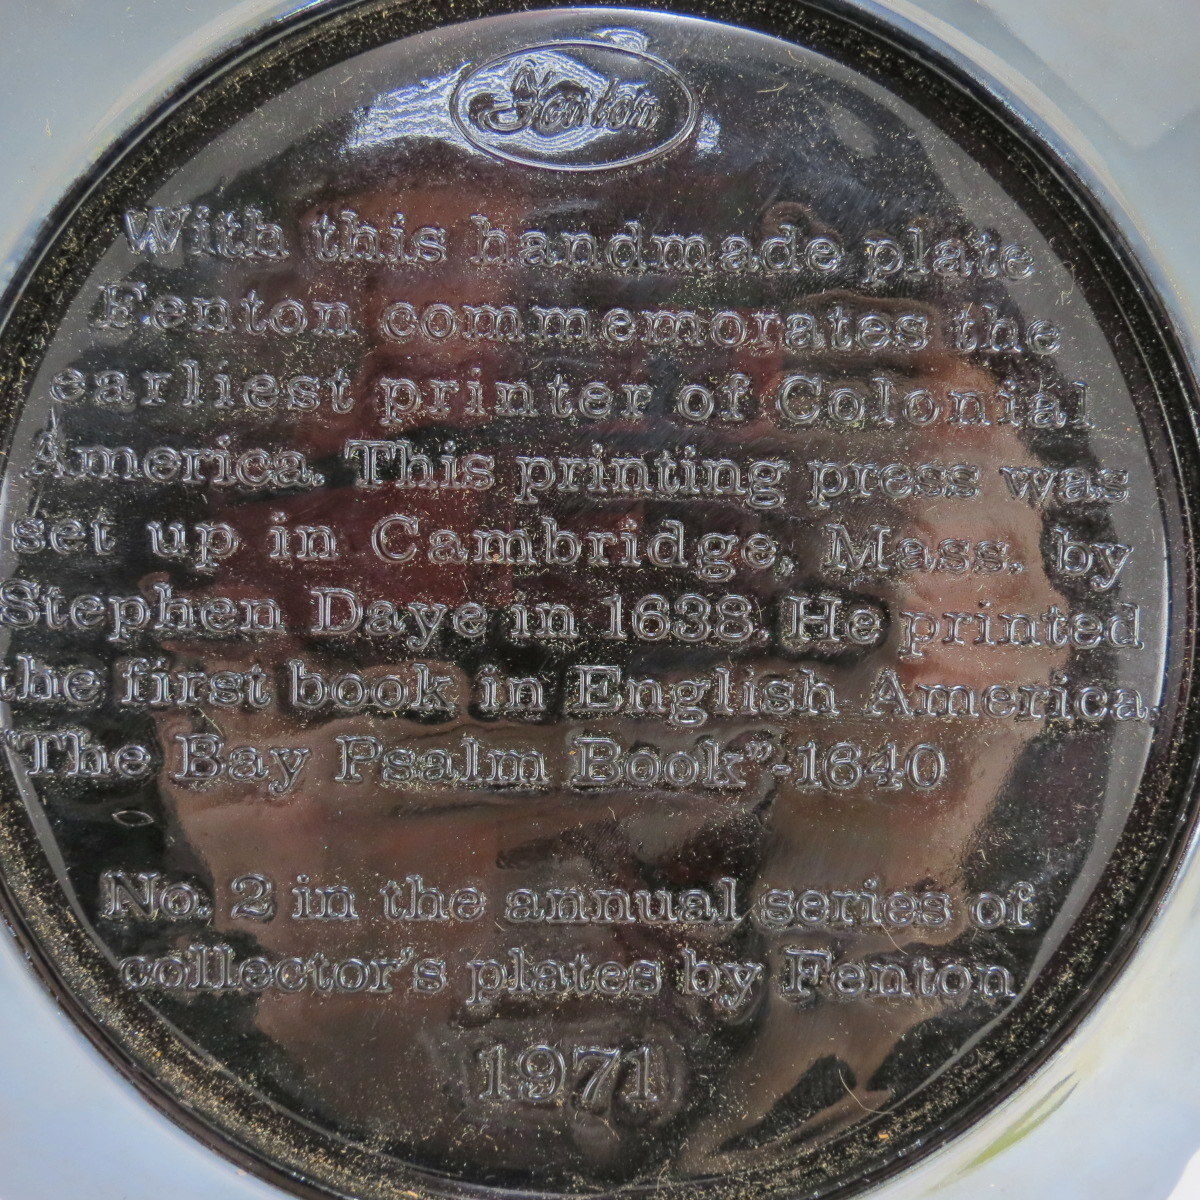 Fenton
With this handmade plate
Fenton commemorates the
earliest printer of Colonial
America. This printing press was
set up in Cambridge, Mass. by
Stephen Daye in 1638. He printed
the first book in English America,
"The Bay Psalm Book"-1640
No. 2 in the annual series of
collector's plates by Fenton
1971